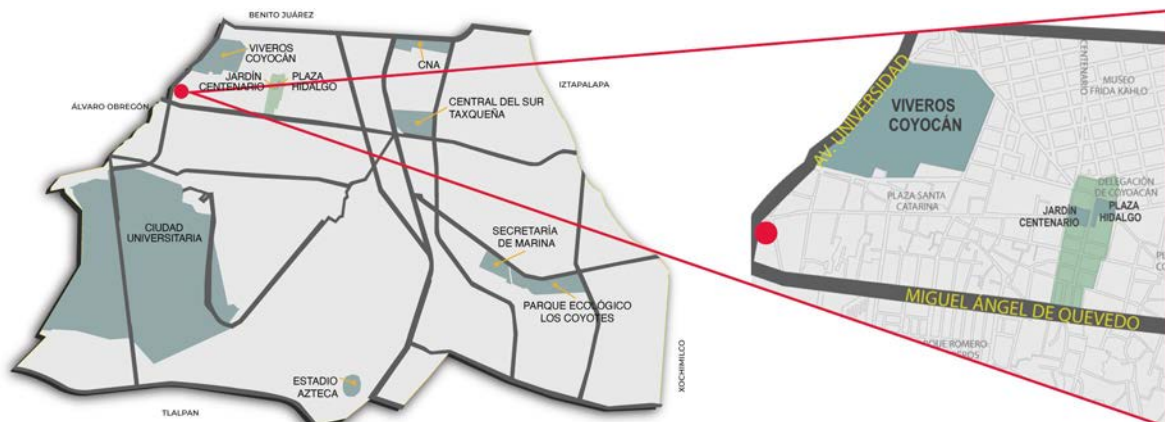 BENITO JUÁREZ
VIVEROS
COYOCÁN
CNA
JARDÍN
CENTENARIO
PLAZA
HIDALGO
IZTAPALAPA
ÁLVARO OBREGÓN
CENTRAL DEL SUR
TAXQUEÑA
CIUDAD
UNIVERSITARIA
SECRETARÍA
DE MARINA
PARQUE ECOLÓGICO
LOS COYOTES
ESTADIO
AZTECA
XOCHIMILCO
TLALPAN
AV. UNIVERSIDAD
VIVEROS
COYOCÁN
CENTENARIO
MUSEO
FRIDA KAHLO
PLAZA SANTA
CATARINA
DELEGACIÓN
DE COYOACÁN
JARDÍN
CENTENARIO
PLAZA
HIDALGO
MIGUEL ÁNGEL DE QUEVEDO
ROMERO